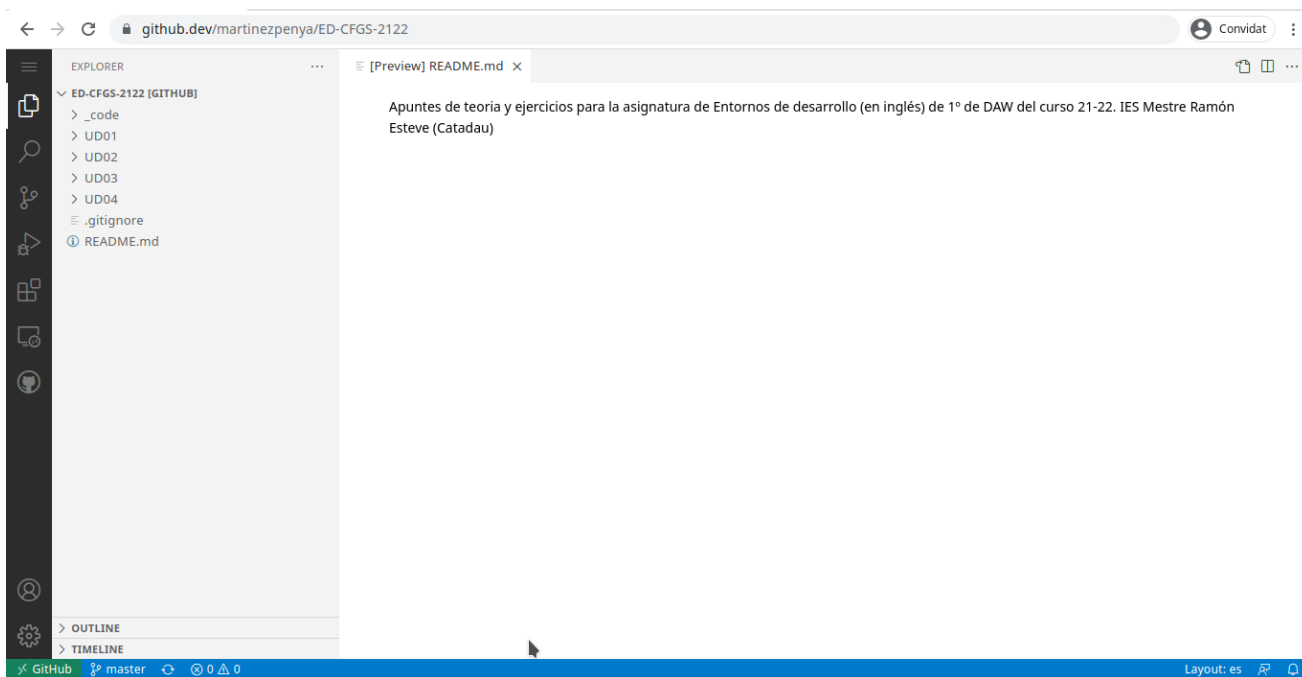 github.dev/martinezpenya/ED-CFGS-2122
Convidat
EXPLORER
[Preview] README.md
ED-CFGS-2122 [GITHUB]
_code
UD01
UD02
UD03
UD04
.gitignore
README.md
Apuntes de teoria y ejercicios para la asignatura de Entornos de desarrollo (en inglés) de 1º de DAW del curso 21-22. IES Mestre Ramón
Esteve (Catadau)
OUTLINE
TIMELINE
GitHub master 0 0 Layout: es